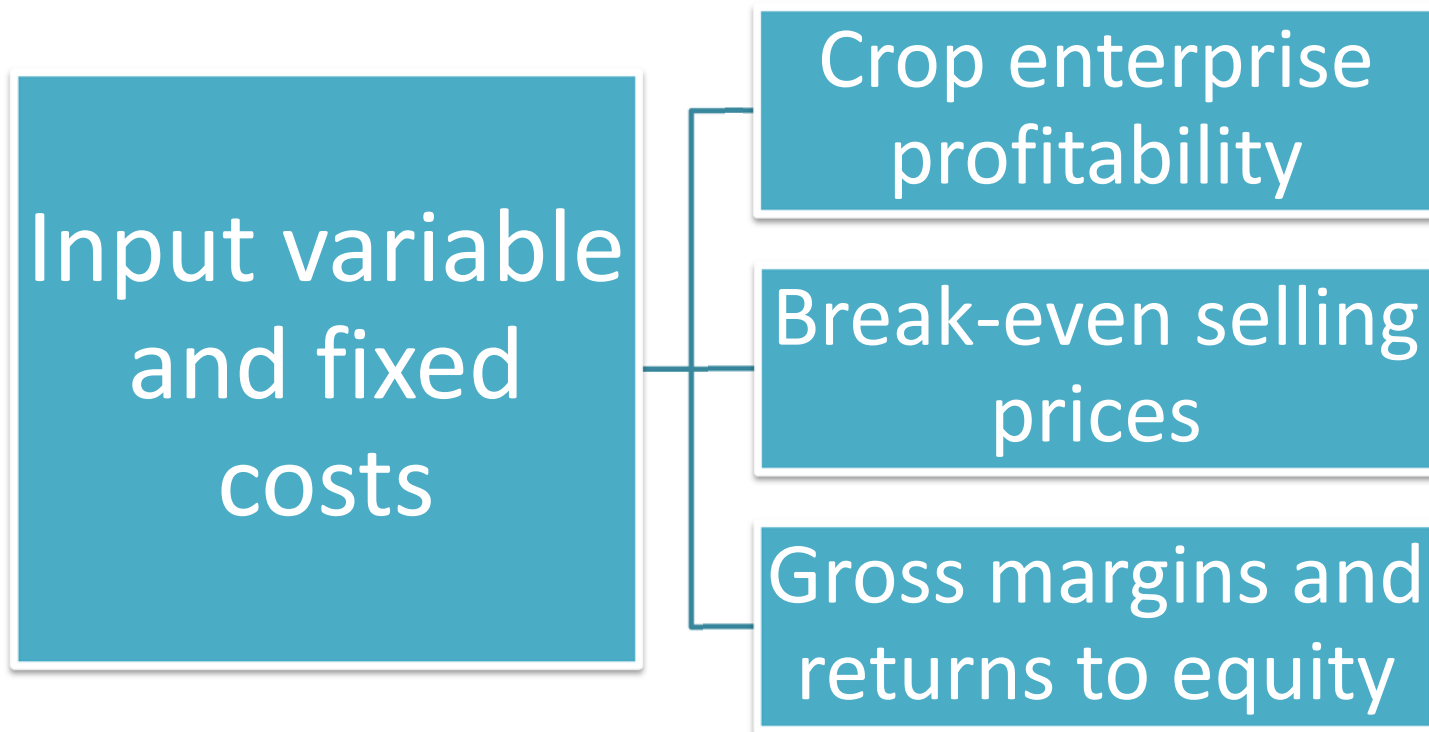 Input variable
and fixed
costs
Crop enterprise
profitability
Break-even selling
prices
Gross margins and
returns to equity